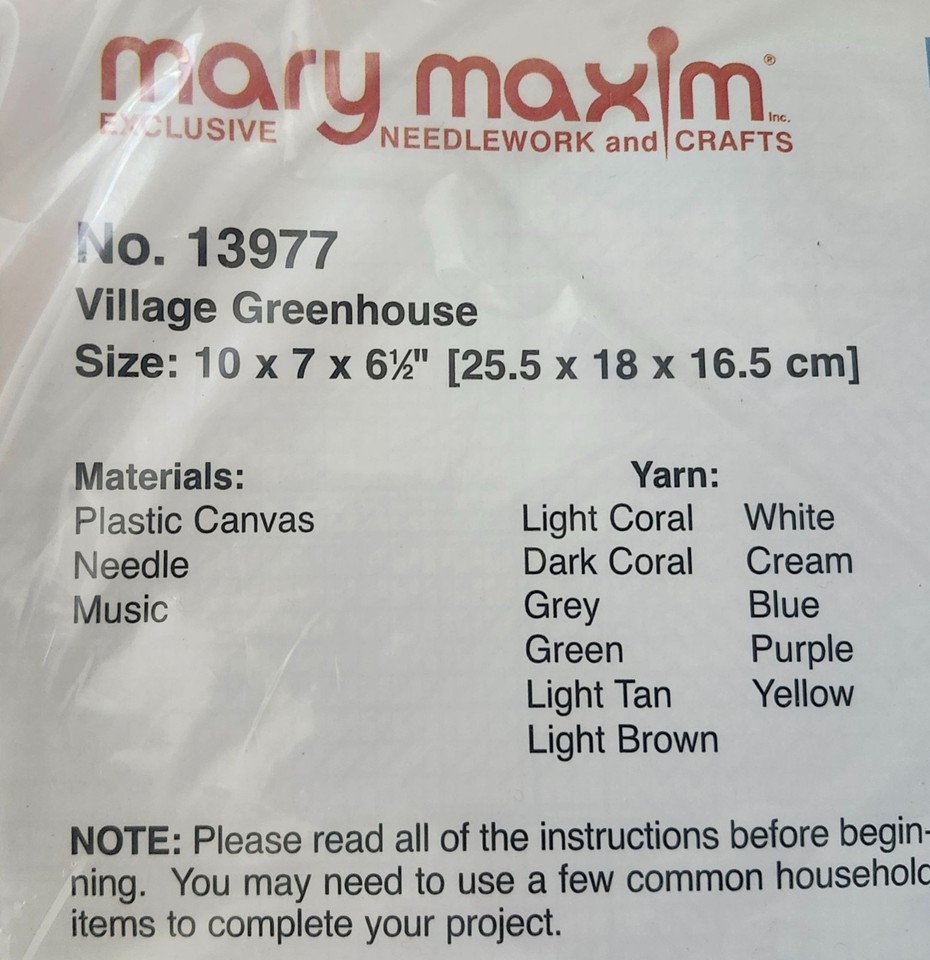 mary maxim® Inc.
EXCLUSIVE NEEDLEWORK and CRAFTS
No. 13977
Village Greenhouse
Size: 10 x 7 x 6½" [25.5 x 18 x 16.5 cm]
Materials:
Plastic Canvas
Needle
Music
Yarn:
Light Coral
Dark Coral
Grey
Green
Light Tan
Light Brown
White
Cream
Blue
Purple
Yellow
NOTE: Please read all of the instructions before begin-
ning. You may need to use a few common household
items to complete your project.